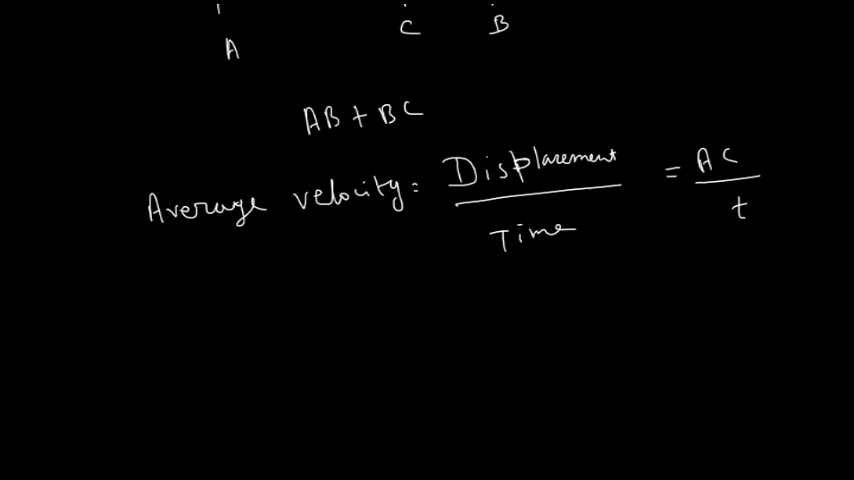 A C B
AB + BC
Average velocity = Displacement / Time = AC / t